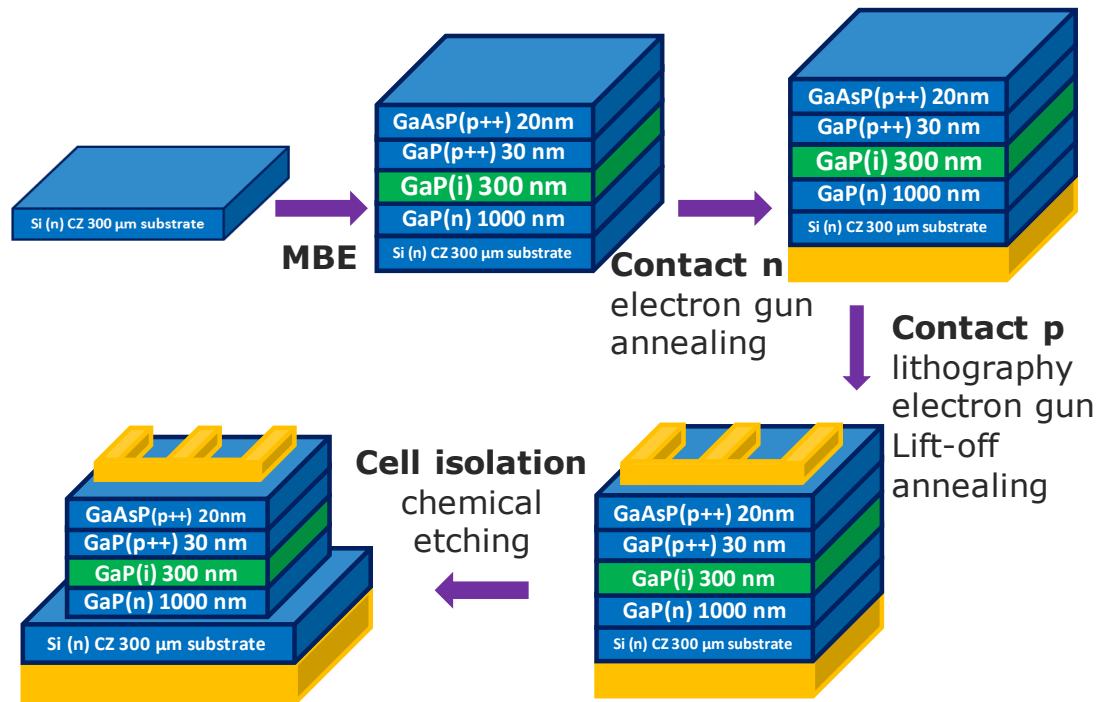 Si (n) CZ 300 µm substrate
MBE
GaAsP(p++) 20nm
GaP(p++) 30 nm
GaP(i) 300 nm
GaP(n) 1000 nm
Si (n) CZ 300 µm substrate
Contact n
electron gun
annealing
GaAsP(p++) 20nm
GaP(p++) 30 nm
GaP(i) 300 nm
GaP(n) 1000 nm
Si (n) CZ 300 µm substrate
Contact p
lithography
electron gun
Lift-off
annealing
GaAsP(p++) 20nm
GaP(p++) 30 nm
GaP(i) 300 nm
GaP(n) 1000 nm
Si (n) CZ 300 µm substrate
Cell isolation
chemical
etching
GaAsP(p++) 20nm
GaP(p++) 30 nm
GaP(i) 300 nm
GaP(n) 1000 nm
Si (n) CZ 300 µm substrate